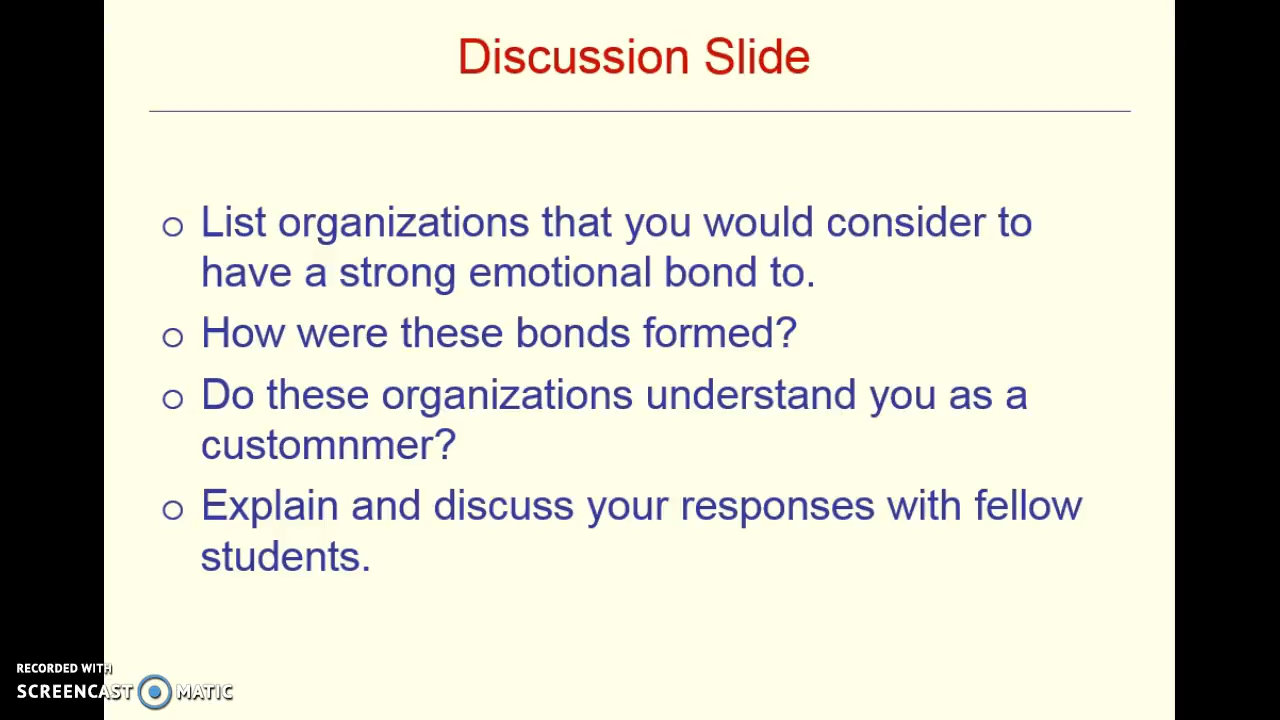 Discussion Slide
List organizations that you would consider to
have a strong emotional bond to.
How were these bonds formed?
Do these organizations understand you as a
customnmer?
Explain and discuss your responses with fellow
students.
RECORDED WITH
SCREENCAST MATIC